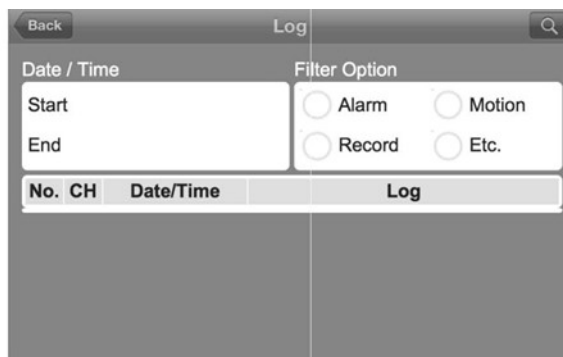 Back Log
Date / Time Filter Option
Start Alarm Motion
End Record Etc.
No. CH Date/Time Log